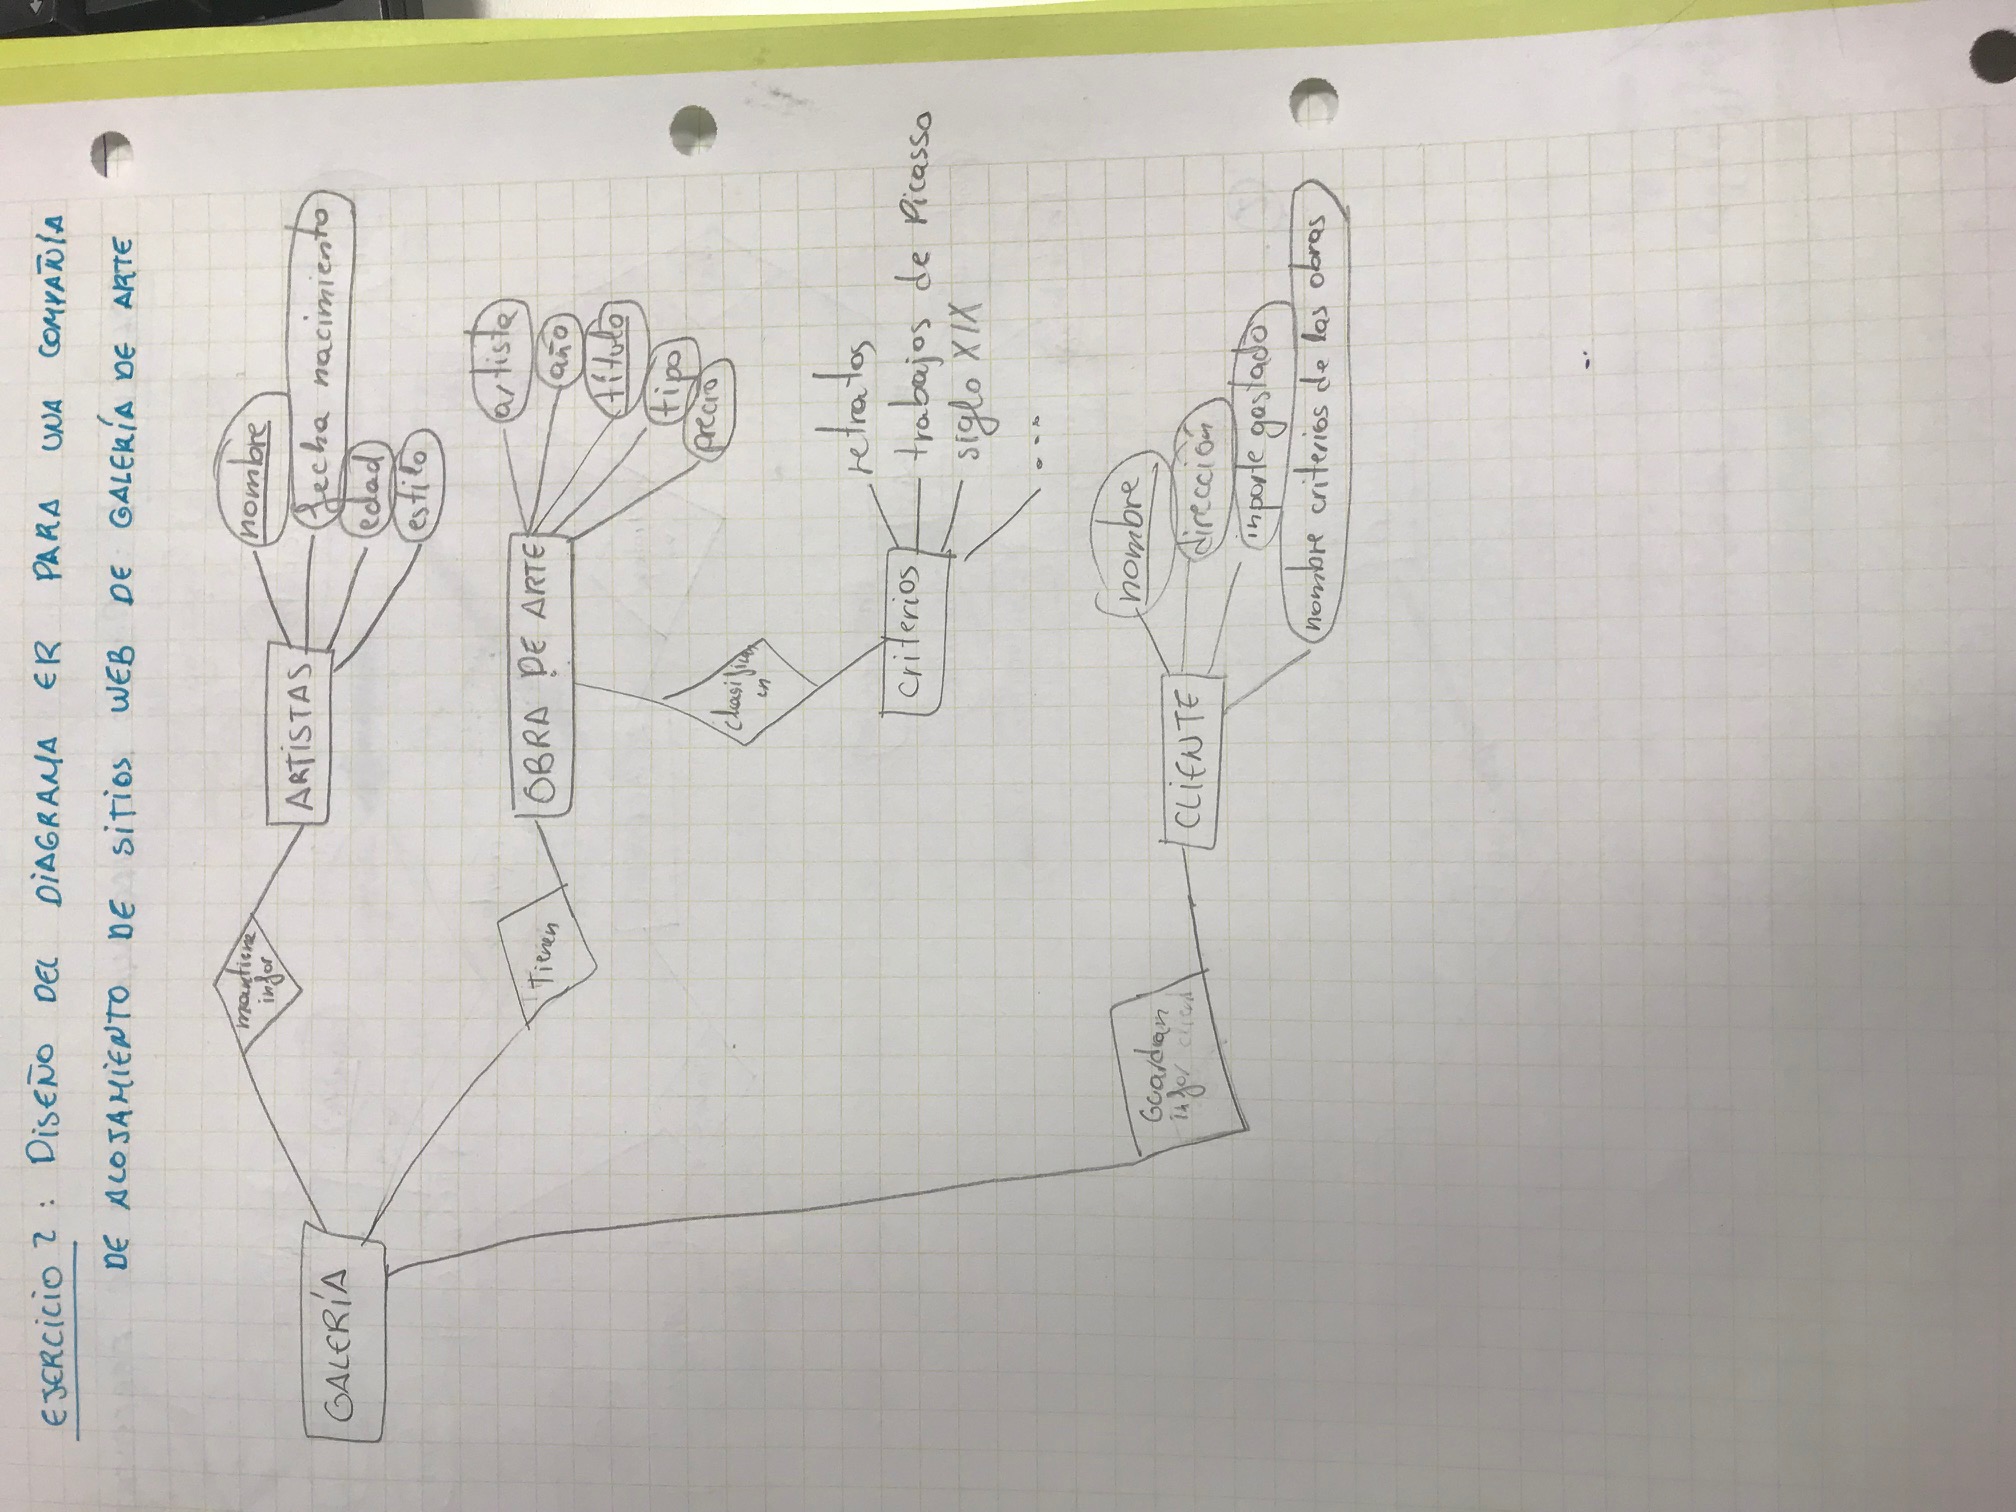 EJERCICIO 2: DISEÑO DEL DIAGRAMA ER PARA UNA COMPAÑÍA
DE ALOJAMIENTO DE SITIOS WEB DE GALERÍA DE ARTE
mantiene
infor
GALERÍA
ARTISTAS
nombre
fecha nacimiento
edad
estilo
Tienen
OBRA DE ARTE
artista
año
título
tipo
precio
clasifican
en
criterios
retratos
trabajos de Picasso
siglo XIX
...
Guardan
infor client
CLIENTE
nombre
dirección
inporte gastado
nombre criterios de las obras